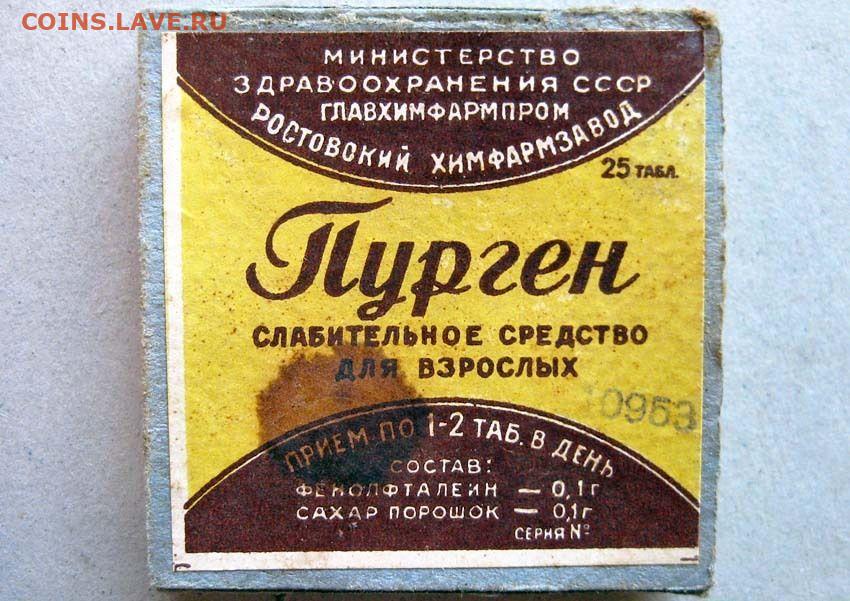 COINS.LAVE.RU
МИНИСТЕРСТВО
ЗДРАВООХРАНЕНИЯ СССР
ГЛАВХИМФАРМПРОМ
РОСТОВСКИЙ ХИМФАРМЗАВОД
25 ТАБЛ.
Пурген
СЛАБИТЕЛЬНОЕ СРЕДСТВО
ДЛЯ ВЗРОСЛЫХ
10953
ПРИЕМ ПО 1-2 ТАБ. В ДЕНЬ
СОСТАВ:
ФЕНОЛФТАЛЕИН — 0,1 г
САХАР ПОРОШОК — 0,1 г
СЕРИЯ №